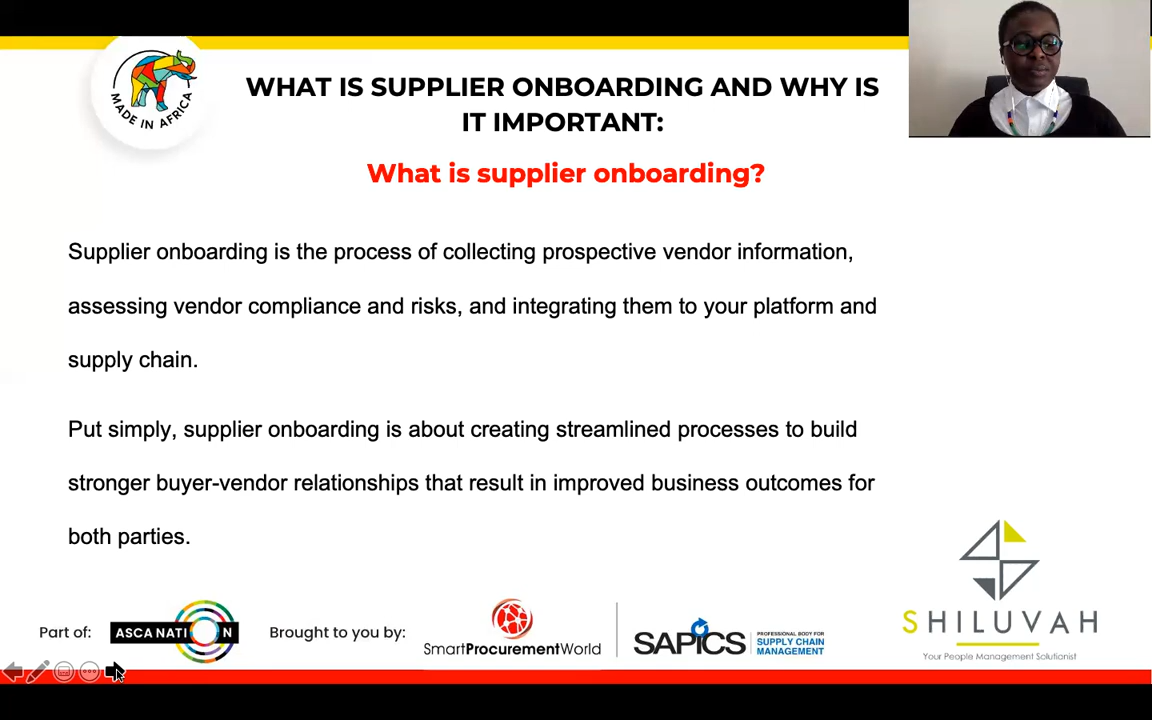 MADE IN AFRICA
WHAT IS SUPPLIER ONBOARDING AND WHY IS
IT IMPORTANT:
What is supplier onboarding?
Supplier onboarding is the process of collecting prospective vendor information,
assessing vendor compliance and risks, and integrating them to your platform and
supply chain.
Put simply, supplier onboarding is about creating streamlined processes to build
stronger buyer-vendor relationships that result in improved business outcomes for
both parties.
Part of:
ASCA NATION
Brought to you by:
SmartProcurementWorld
SAPICS
PROFESSIONAL BODY FOR
SUPPLY CHAIN
MANAGEMENT
SHILUVAH
Your People Management Solutionist